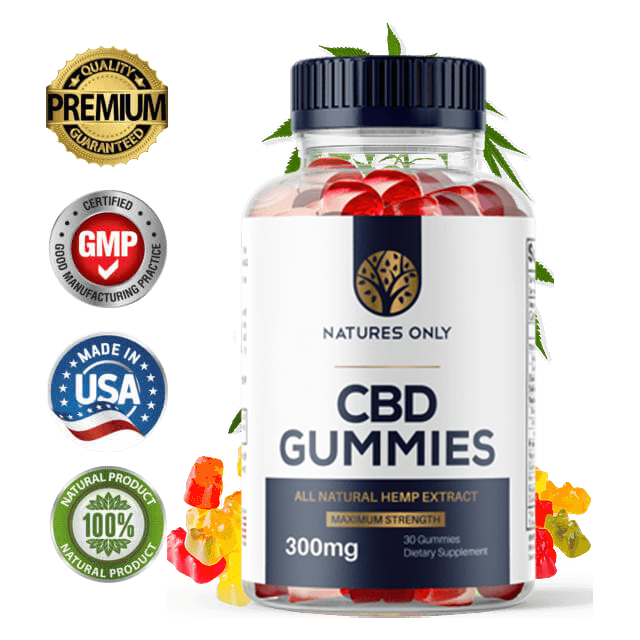 QUALITY
PREMIUM
GUARANTEED
CERTIFIED
GMP
GOOD MANUFACTURING PRACTICE
MADE IN
USA
NATURAL PRODUCT
100%
NATURAL PRODUCT
NATURES ONLY
CBD
GUMMIES
ALL NATURAL HEMP EXTRACT
MAXIMUM STRENGTH
300mg
30 Gummies
Dietary Supplement